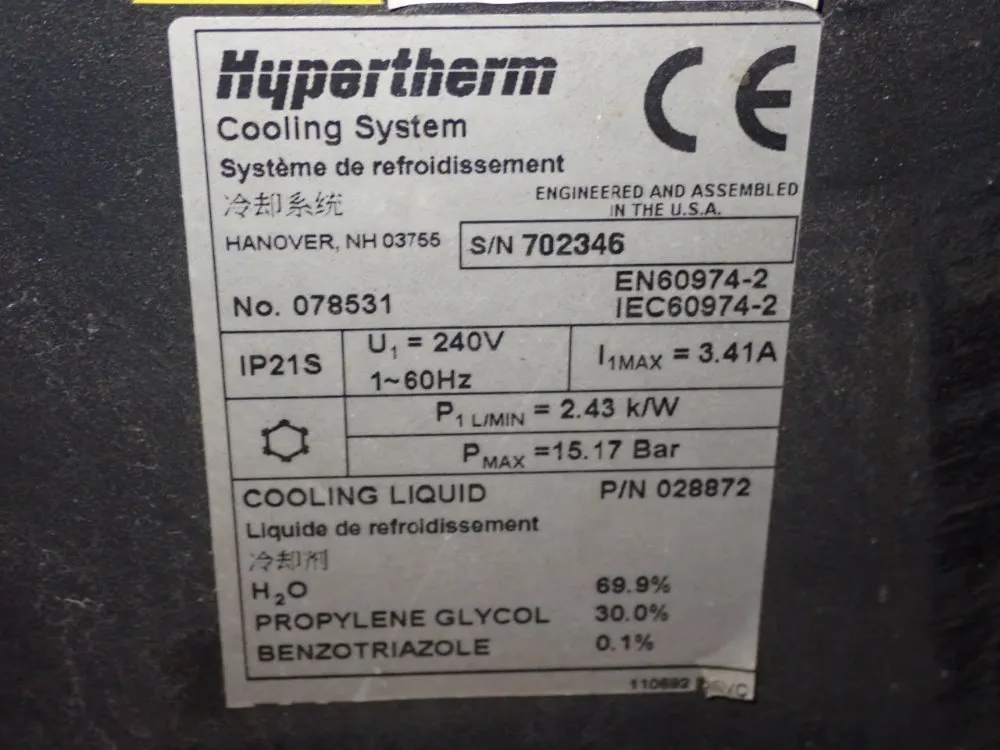 Hypertherm
CE
Cooling System
Système de refroidissement
冷却系统
ENGINEERED AND ASSEMBLED
IN THE U.S.A.
HANOVER, NH 03755
S/N 702346
No. 078531
EN60974-2
IEC60974-2
IP21S
U₁ = 240V
1~60Hz
I₁MAX = 3.41A
P₁ L/MIN = 2.43 k/W
PMAX =15.17 Bar
COOLING LIQUID P/N 028872
Liquide de refroidissement
冷却剂
H₂O 69.9%
PROPYLENE GLYCOL 30.0%
BENZOTRIAZOLE 0.1%
110692